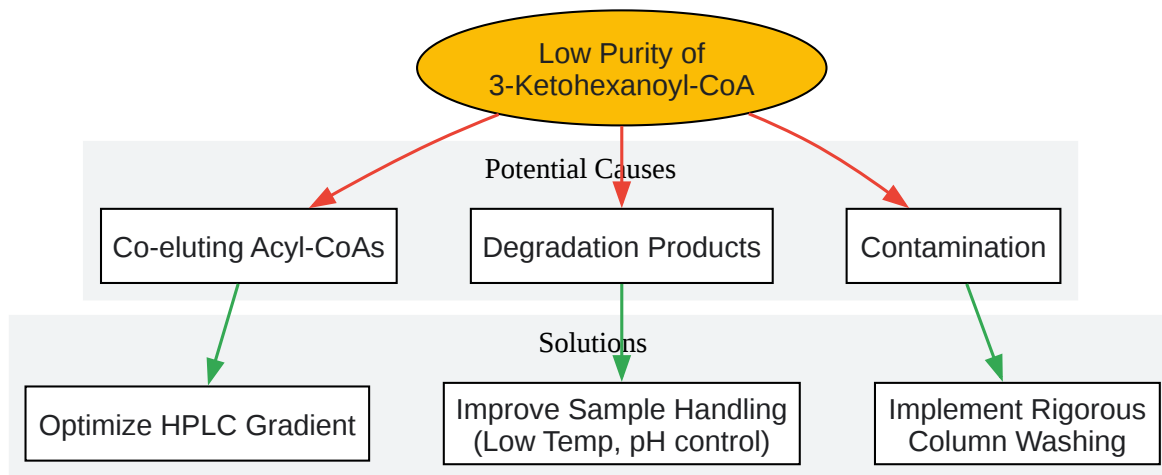 Low Purity of
3-Ketohexanoyl-CoA
Potential Causes
Co-eluting Acyl-CoAs
Degradation Products
Contamination
Solutions
Optimize HPLC Gradient
Improve Sample Handling
(Low Temp, pH control)
Implement Rigorous
Column Washing